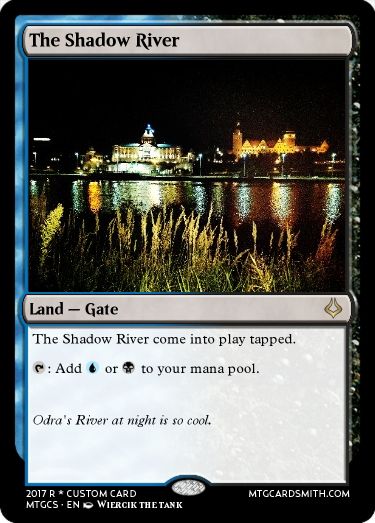 The Shadow River
Land — Gate
The Shadow River come into play tapped.
: Add or to your mana pool.
Odra's River at night is so cool.
2017 R * CUSTOM CARD
MTGCS • EN WIERCIK THE TANK
MTGCARDSMITH.COM